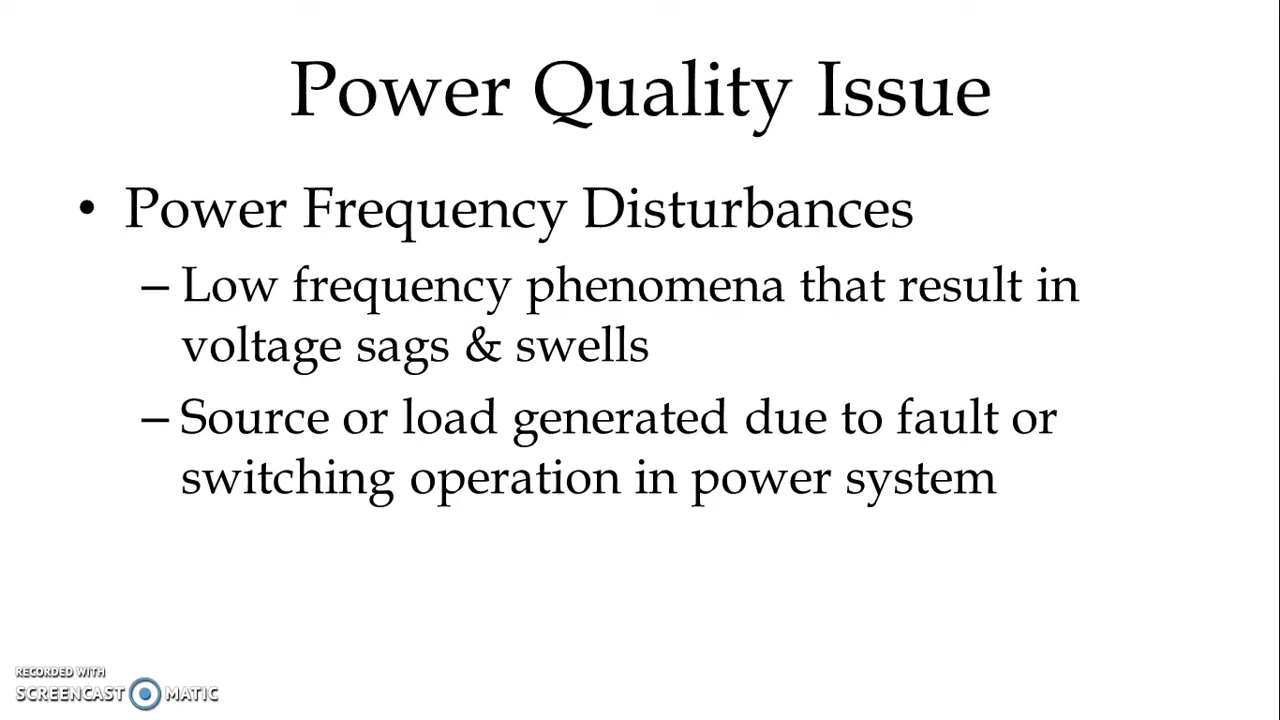 Power Quality Issue
• Power Frequency Disturbances
– Low frequency phenomena that result in
voltage sags & swells
– Source or load generated due to fault or
switching operation in power system
RECORDED WITH
SCREENCAST MATIC